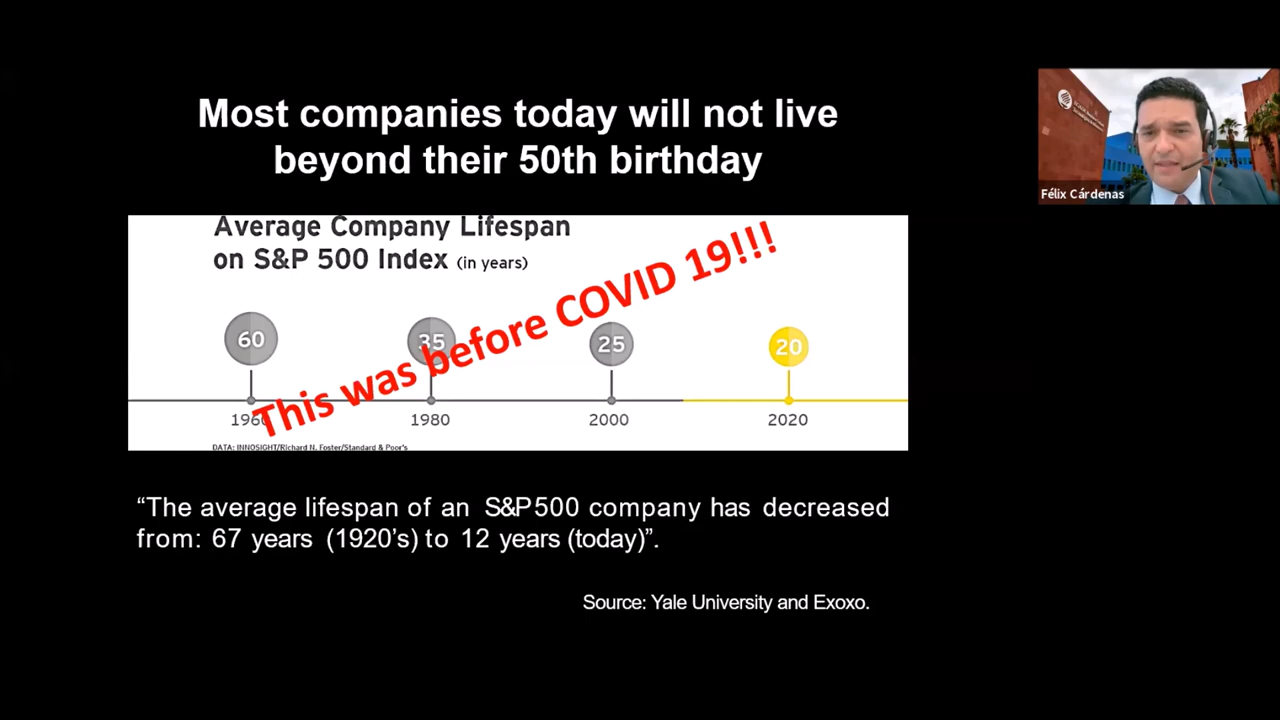 Most companies today will not live
beyond their 50th birthday
Average Company Lifespan
on S&P 500 Index (in years)
This was before COVID 19!!!
60
35
25
20
1960
1980
2000
2020
DATA: INNOSIGHT/Richard N. Foster/Standard & Poor's
“The average lifespan of an S&P500 company has decreased
from: 67 years (1920’s) to 12 years (today)”.
Source: Yale University and Exoxo.
Félix Cárdenas